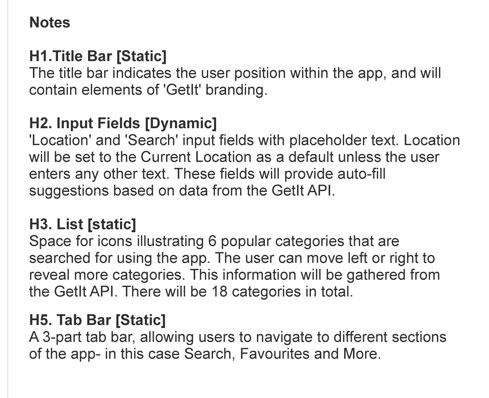 Notes
H1.Title Bar [Static]
The title bar indicates the user position within the app, and will
contain elements of 'GetIt' branding.
H2. Input Fields [Dynamic]
'Location' and 'Search' input fields with placeholder text. Location
will be set to the Current Location as a default unless the user
enters any other text. These fields will provide auto-fill
suggestions based on data from the GetIt API.
H3. List [static]
Space for icons illustrating 6 popular categories that are
searched for using the app. The user can move left or right to
reveal more categories. This information will be gathered from
the GetIt API. There will be 18 categories in total.
H5. Tab Bar [Static]
A 3-part tab bar, allowing users to navigate to different sections
of the app- in this case Search, Favourites and More.